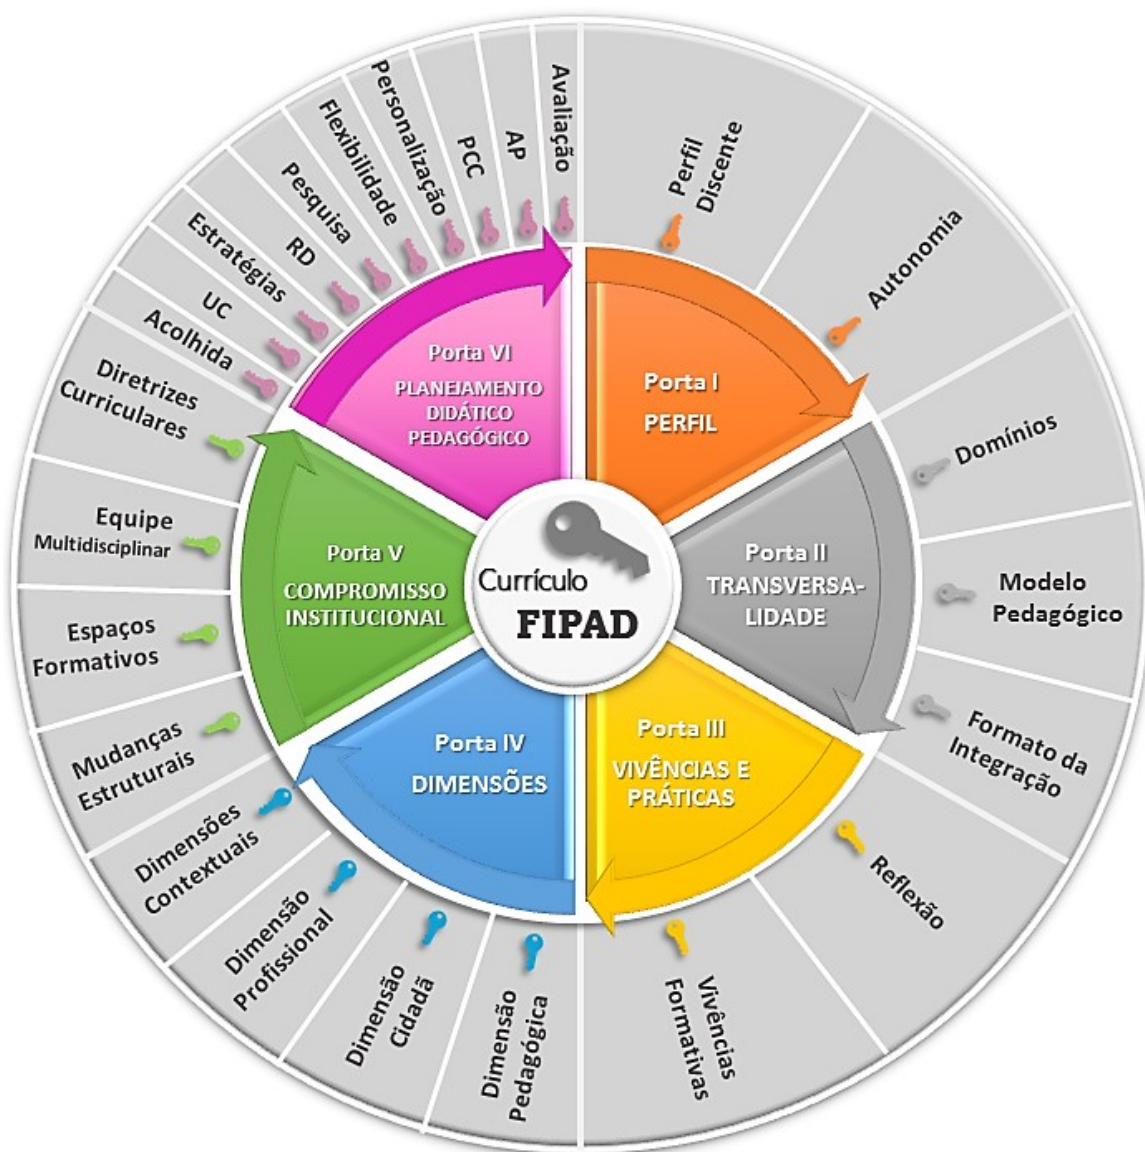 Currículo
FIPAD
Porta I
PERFIL
Perfil
Discente
Autonomia
Porta II
TRANSVERSA-
LIDADE
Domínios
Modelo
Pedagógico
Formato da
Integração
Porta III
VIVÊNCIAS E
PRÁTICAS
Reflexão
Vivências
Formativas
Porta IV
DIMENSÕES
Dimensão
Pedagógica
Dimensão
Cidadã
Dimensão
Profissional
Dimensões
Contextuais
Porta V
COMPROMISSO
INSTITUCIONAL
Mudanças
Estruturais
Espaços
Formativos
Equipe
Multidisciplinar
Diretrizes
Curriculares
Porta VI
PLANEJAMENTO
DIDÁTICO
PEDAGÓGICO
Acolhida
UC
Estratégias
RD
Pesquisa
Flexibilidade
Personalização
PCC
AP
Avaliação